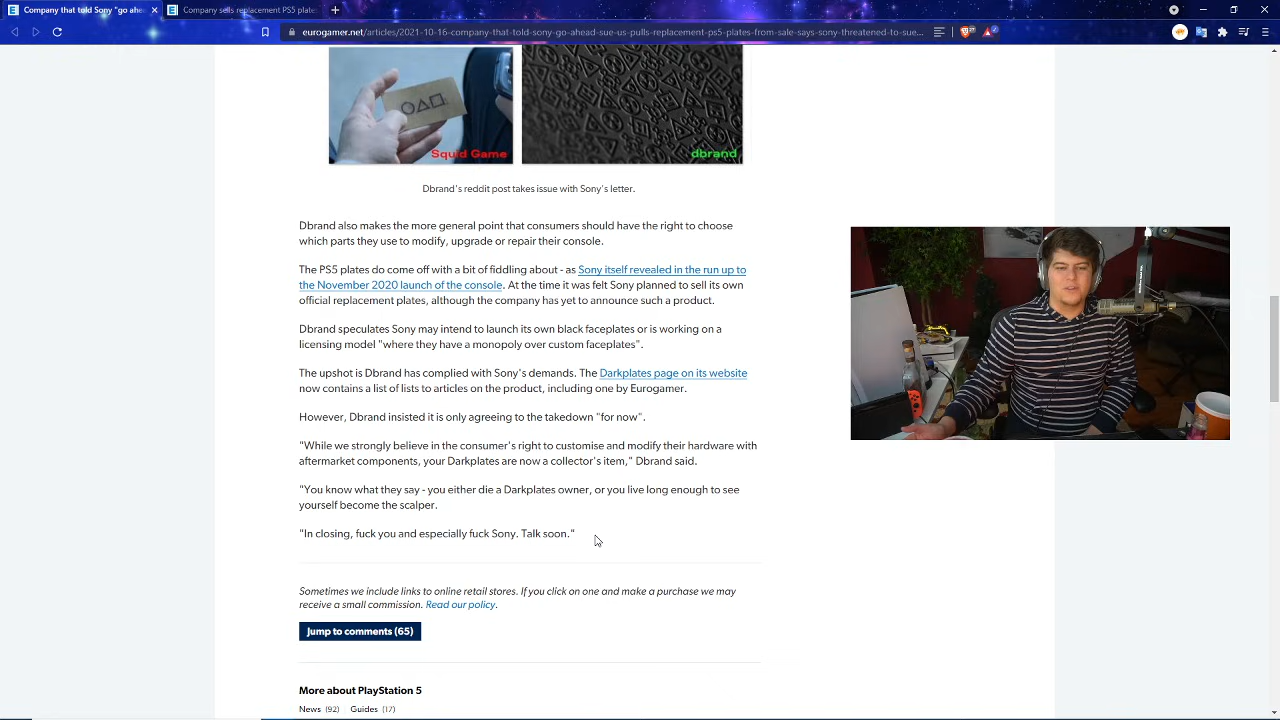 Company that told Sony "go ahe
Company sells replacement PS5 plate
eurogamer.net/articles/2021-10-16-company-that-told-sony-go-ahead-sue-us-pulls-replacement-ps5-plates-from-sale-says-sony-threatened-to-sue...
Squid Game
dbrand
Dbrand's reddit post takes issue with Sony's letter.
Dbrand also makes the more general point that consumers should have the right to choose
which parts they use to modify, upgrade or repair their console.
The PS5 plates do come off with a bit of fiddling about - as Sony itself revealed in the run up to
the November 2020 launch of the console. At the time it was felt Sony planned to sell its own
official replacement plates, although the company has yet to announce such a product.
Dbrand speculates Sony may intend to launch its own black faceplates or is working on a
licensing model "where they have a monopoly over custom faceplates".
The upshot is Dbrand has complied with Sony's demands. The Darkplates page on its website
now contains a list of lists to articles on the product, including one by Eurogamer.
However, Dbrand insisted it is only agreeing to the takedown "for now".
"While we strongly believe in the consumer's right to customise and modify their hardware with
aftermarket components, your Darkplates are now a collector's item," Dbrand said.
"You know what they say - you either die a Darkplates owner, or you live long enough to see
yourself become the scalper.
"In closing, fuck you and especially fuck Sony. Talk soon."
Sometimes we include links to online retail stores. If you click on one and make a purchase we may
receive a small commission. Read our policy.
Jump to comments (65)
More about PlayStation 5
News (92) Guides (17)